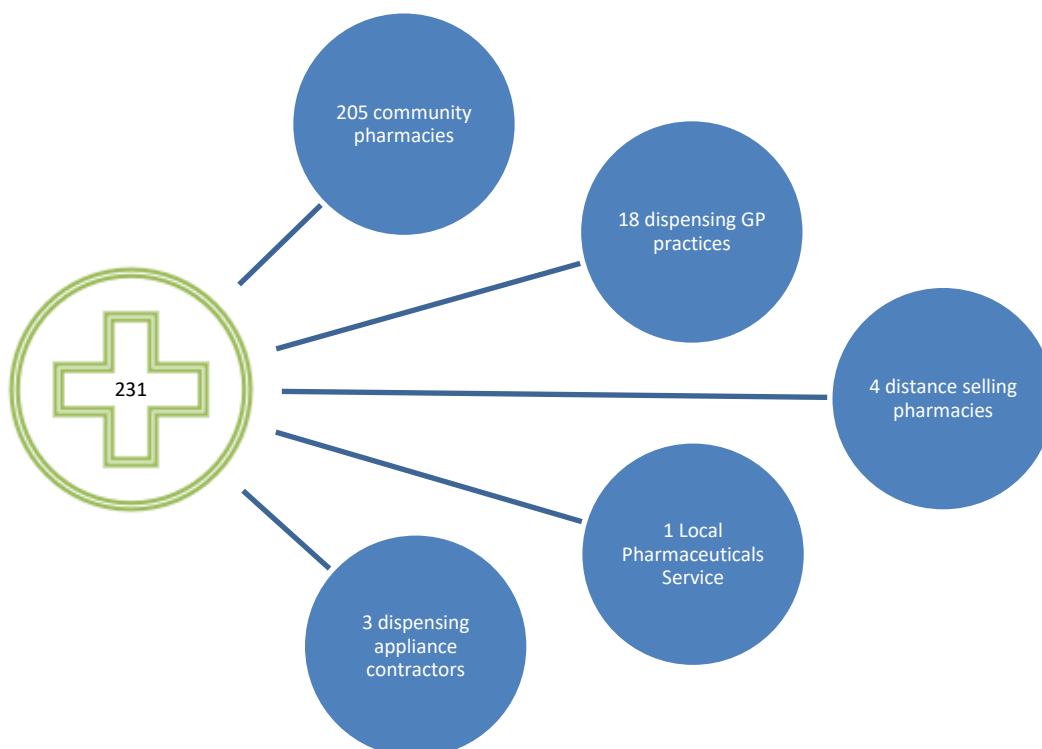 205 community
pharmacies
18 dispensing GP
practices
231
4 distance selling
pharmacies
1 Local
Pharmaceuticals
Service
3 dispensing
appliance
contractors